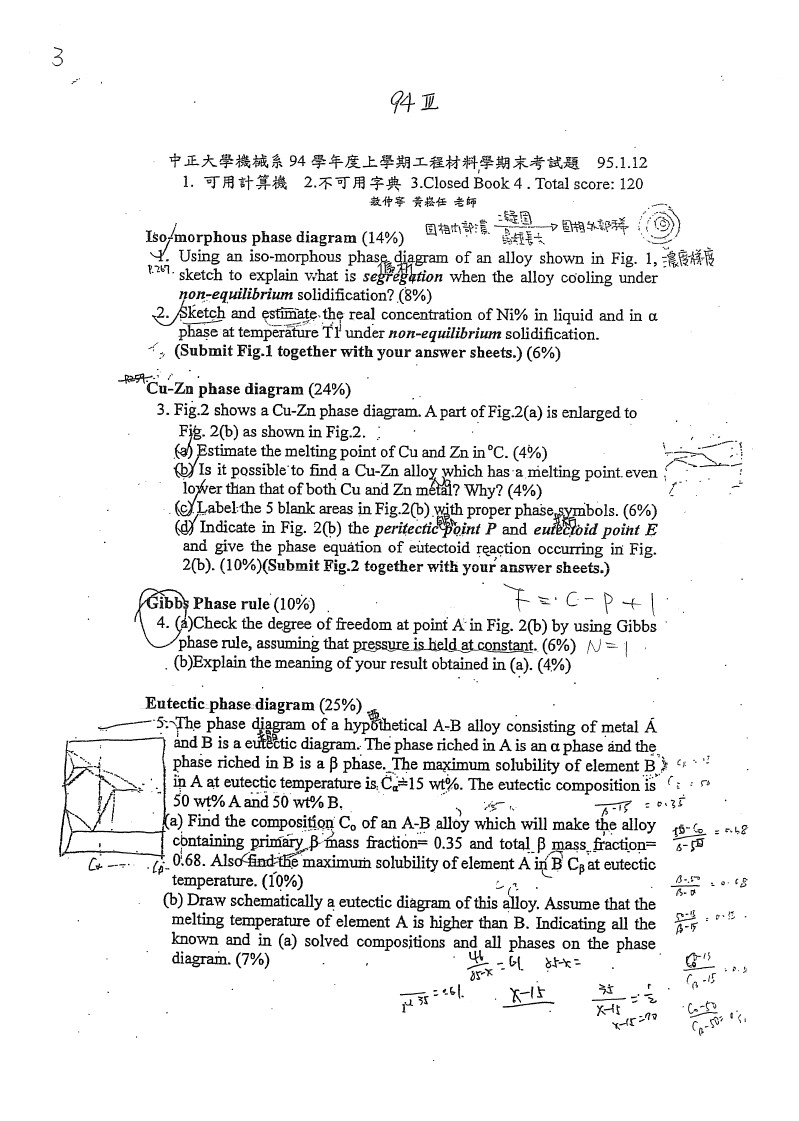 3
94 III
中正大學機械系 94 學年度上學期工程材料學期末考試題 95.1.12
1. 可用計算機 2.不可用字典 3.Closed Book 4 . Total score: 120
敖仲寧 黃崧任 老師
Iso-morphous phase diagram (14%)
1. Using an iso-morphous phase diagram of an alloy shown in Fig. 1,
濃度梯度
P.267.
sketch to explain what is segregation when the alloy cooling under
偏析
non-equilibrium solidification? (8%)
2. Sketch and estimate the real concentration of Ni% in liquid and in α
phase at temperature T1 under non-equilibrium solidification.
(Submit Fig.1 together with your answer sheets.) (6%)
Cu-Zn phase diagram (24%)
3. Fig.2 shows a Cu-Zn phase diagram. A part of Fig.2(a) is enlarged to
Fig. 2(b) as shown in Fig.2.
(a) Estimate the melting point of Cu and Zn in °C. (4%)
(b) Is it possible to find a Cu-Zn alloy which has a melting point even
lower than that of both Cu and Zn metal? Why? (4%)
No
(c) Label the 5 blank areas in Fig.2(b) with proper phase symbols. (6%)
(d) Indicate in Fig. 2(b) the peritectic point P and eutectoid point E
and give the phase equation of eutectoid reaction occurring in Fig.
2(b). (10%)(Submit Fig.2 together with your answer sheets.)
Gibbs Phase rule (10%)
F = C - P + 1
4. (a)Check the degree of freedom at point A in Fig. 2(b) by using Gibbs
phase rule, assuming that pressure is held at constant. (6%)
N=1
(b)Explain the meaning of your result obtained in (a). (4%)
Eutectic phase diagram (25%)
5. The phase diagram of a hypothetical A-B alloy consisting of metal A
and B is a eutectic diagram. The phase riched in A is an α phase and the
phase riched in B is a β phase. The maximum solubility of element B
in A at eutectic temperature is Cα=15 wt%. The eutectic composition is
50 wt% A and 50 wt% B.
(a) Find the composition Co of an A-B alloy which will make the alloy
containing primary β mass fraction= 0.35 and total β mass fraction=
0.68. Also find the maximum solubility of element A in B Cβ at eutectic
temperature. (10%)
(b) Draw schematically a eutectic diagram of this alloy. Assume that the
melting temperature of element A is higher than B. Indicating all the
known and in (a) solved compositions and all phases on the phase
diagram. (7%)
X-15
35
X-15
x-15=70